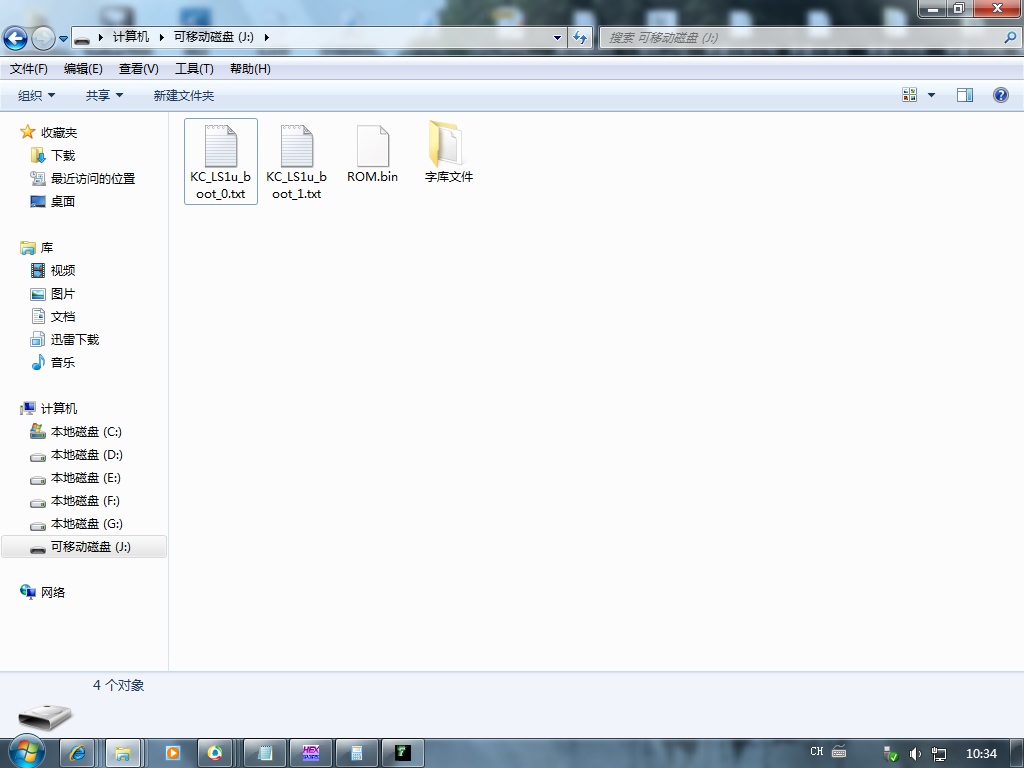 计算机 可移动磁盘 (J:)
搜索 可移动磁盘 (J:)
文件(F) 编辑(E) 查看(V) 工具(T) 帮助(H)
组织 共享 新建文件夹
收藏夹
下载
最近访问的位置
桌面
库
视频
图片
文档
迅雷下载
音乐
计算机
本地磁盘 (C:)
本地磁盘 (D:)
本地磁盘 (E:)
本地磁盘 (F:)
本地磁盘 (G:)
可移动磁盘 (J:)
网络
KC_LS1u_b
oot_0.txt
KC_LS1u_b
oot_1.txt
ROM.bin
字库文件
4 个对象
HEX
CH
10:34